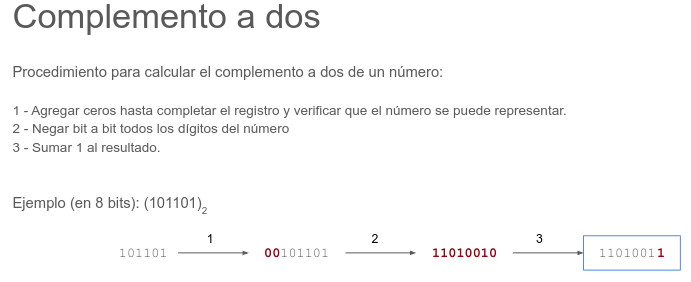 Complemento a dos
Procedimiento para calcular el complemento a dos de un número:
1 - Agregar ceros hasta completar el registro y verificar que el número se puede representar.
2 - Negar bit a bit todos los dígitos del número
3 - Sumar 1 al resultado.
Ejemplo (en 8 bits): (101101)2
1 2 3
101101 00101101 11010010 11010011